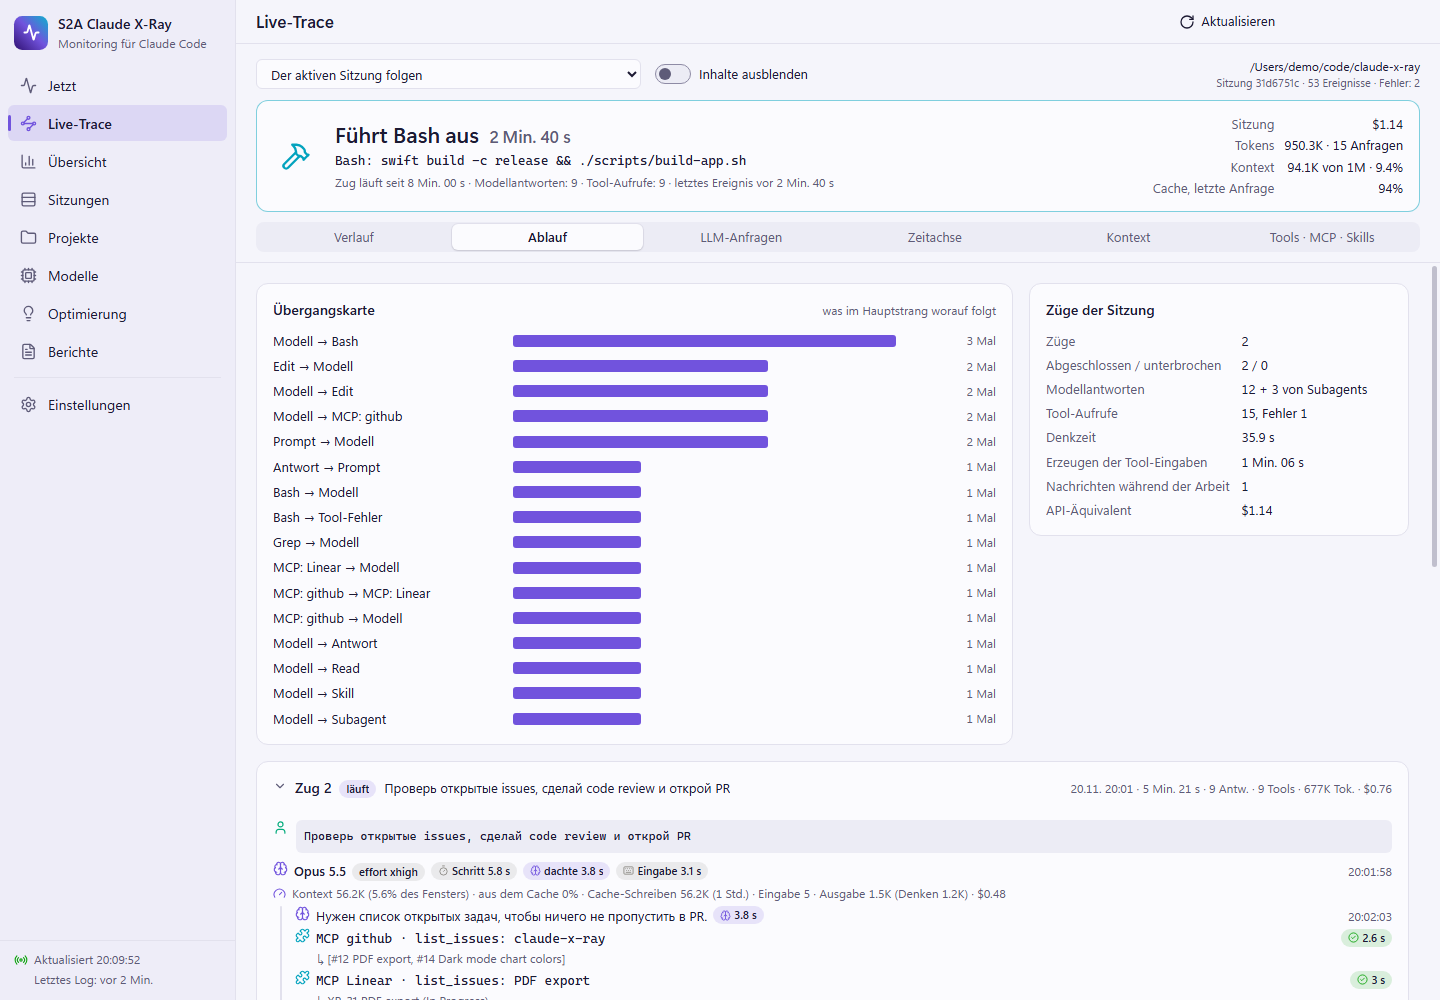 S2A Claude X-Ray
Monitoring für Claude Code
Jetzt
Live-Trace
Übersicht
Sitzungen
Projekte
Modelle
Optimierung
Berichte
Einstellungen
Aktualisiert 20:09:52
Letztes Log: vor 2 Min.
Live-Trace
Aktualisieren
Der aktiven Sitzung folgen
Inhalte ausblenden
/Users/demo/code/claude-x-ray
Sitzung 31d6751c · 53 Ereignisse · Fehler: 2
Führt Bash aus 2 Min. 40 s
Bash: swift build -c release && ./scripts/build-app.sh
Zug läuft seit 8 Min. 00 s · Modellantworten: 9 · Tool-Aufrufe: 9 · letztes Ereignis vor 2 Min. 40 s
Sitzung $1.14
Tokens 950.3K · 15 Anfragen
Kontext 94.1K von 1M · 9.4%
Cache, letzte Anfrage 94%
Verlauf
Ablauf
LLM-Anfragen
Zeitachse
Kontext
Tools · MCP · Skills
Übergangskarte
was im Hauptstrang worauf folgt
Modell → Bash 3 Mal
Edit → Modell 2 Mal
Modell → Edit 2 Mal
Modell → MCP: github 2 Mal
Prompt → Modell 2 Mal
Antwort → Prompt 1 Mal
Bash → Modell 1 Mal
Bash → Tool-Fehler 1 Mal
Grep → Modell 1 Mal
MCP: Linear → Modell 1 Mal
MCP: github → MCP: Linear 1 Mal
MCP: github → Modell 1 Mal
Modell → Antwort 1 Mal
Modell → Read 1 Mal
Modell → Skill 1 Mal
Modell → Subagent 1 Mal
Züge der Sitzung
Züge 2
Abgeschlossen / unterbrochen 2 / 0
Modellantworten 12 + 3 von Subagents
Tool-Aufrufe 15, Fehler 1
Denkzeit 35.9 s
Erzeugen der Tool-Eingaben 1 Min. 06 s
Nachrichten während der Arbeit 1
API-Äquivalent $1.14
Zug 2 läuft Проверь открытые issues, сделай code review и открой PR
20.11. 20:01 · 5 Min. 21 s · 9 Antw. · 9 Tools · 677K Tok. · $0.76
Проверь открытые issues, сделай code review и открой PR
Opus 5.5 effort xhigh Schritt 5.8 s dachte 3.8 s Eingabe 3.1 s 20:01:58
Kontext 56.2K (5.6% des Fensters) · aus dem Cache 0% · Cache-Schreiben 56.2K (1 Std.) · Eingabe 5 · Ausgabe 1.5K (Denken 1.2K) · $0.48
Нужен список открытых задач, чтобы ничего не пропустить в PR. 3.8 s 20:02:03
MCP github · list_issues: claude-x-ray 2.6 s
↳ [#12 PDF export, #14 Dark mode chart colors]
MCP Linear · list_issues: PDF export 3 s